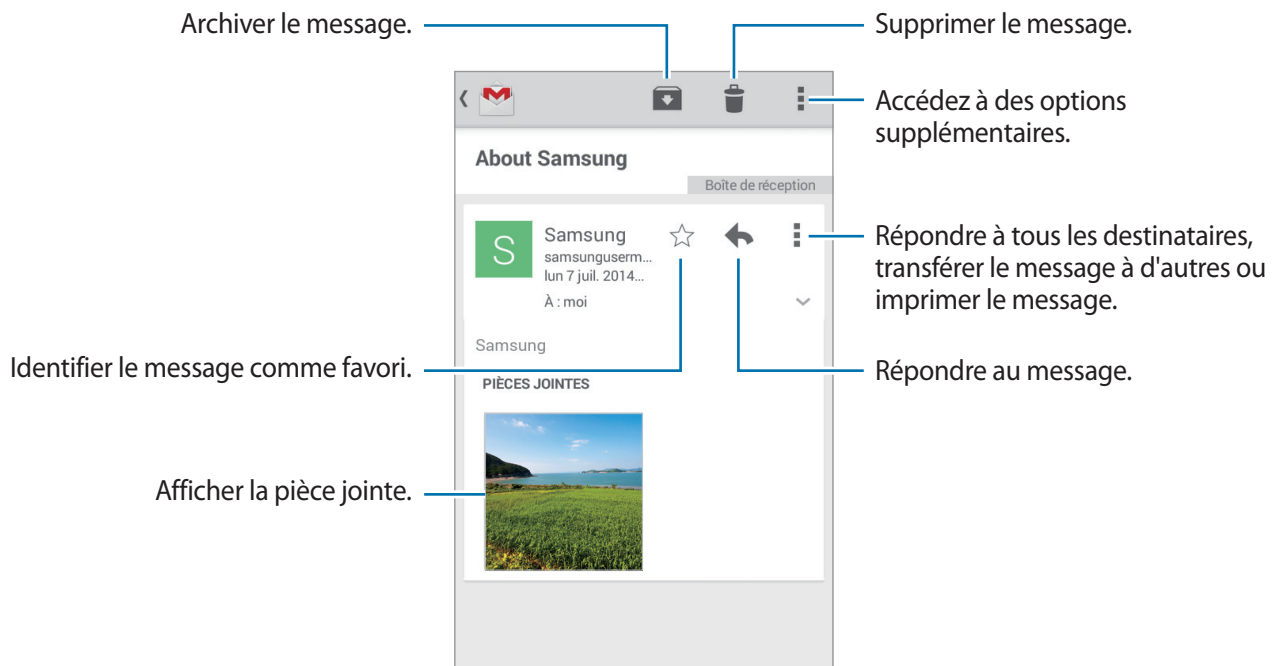 Archiver le message.
Supprimer le message.
Accédez à des options
supplémentaires.
About Samsung
Boîte de réception
S
Samsung
samsunguserm...
lun 7 juil. 2014...
À : moi
Répondre à tous les destinataires,
transférer le message à d'autres ou
imprimer le message.
Samsung
Identifier le message comme favori.
Répondre au message.
PIÈCES JOINTES
Afficher la pièce jointe.